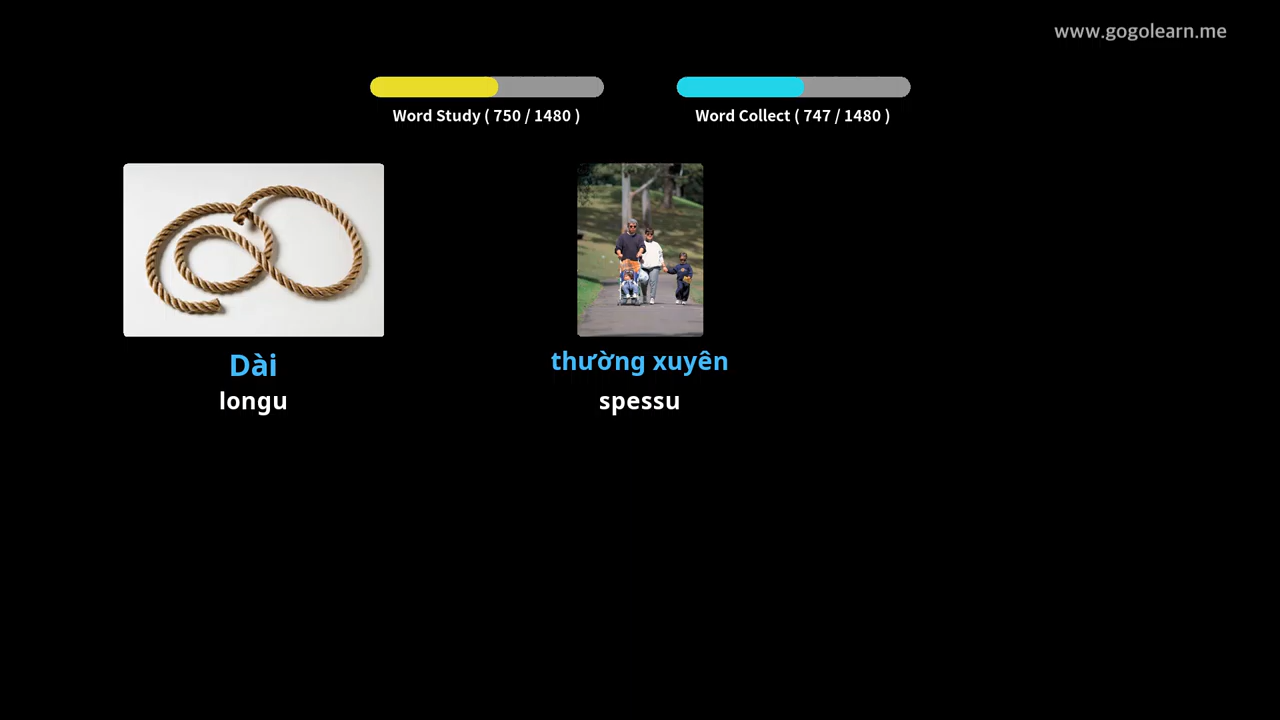 www.gogolearn.me
Word Study ( 750 / 1480 )
Word Collect ( 747 / 1480 )
Dài
longu
thường xuyên
spessu